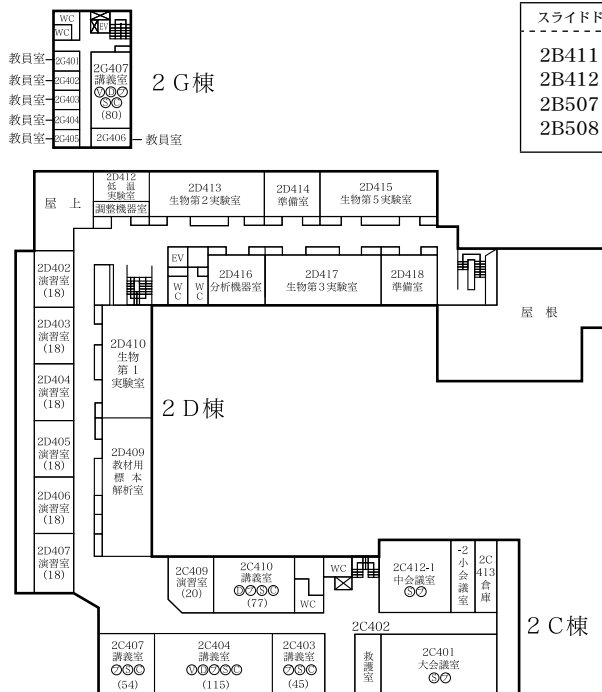 WC
WC
EV
教員室
2G401
教員室
2G402
教員室
2G403
教員室
2G404
教員室
2G405
2G407
講義室
ⓋⒹⓏ
ⓈⒸ
(80)
2G406
教員室
2G棟
スライドド
2B411
2B412
2B507
2B508
屋上
2D412
低温
実験室
調整機器室
2D413
生物第2実験室
2D414
準備室
2D415
生物第5実験室
EV
WC
WC
2D416
分析機器室
2D417
生物第3実験室
2D418
準備室
屋根
2D402
演習室
(18)
2D403
演習室
(18)
2D404
演習室
(18)
2D405
演習室
(18)
2D406
演習室
(18)
2D407
演習室
(18)
2D410
生物
第1
実験室
2D409
教材用
標本
解析室
2D棟
2C409
演習室
(20)
2C410
講義室
ⒹⓏⓈⒸ
(77)
WC
WC
2C412-1
中会議室
ⓈⓏ
-2
小会議室
2C
413
倉庫
2C棟
2C407
講義室
ⓏⓈⒸ
(54)
2C404
講義室
ⓋⒹⓏⓈⒸ
(115)
2C403
講義室
ⓏⓈⒸ
(45)
2C402
救護室
2C401
大会議室
ⓈⓏ